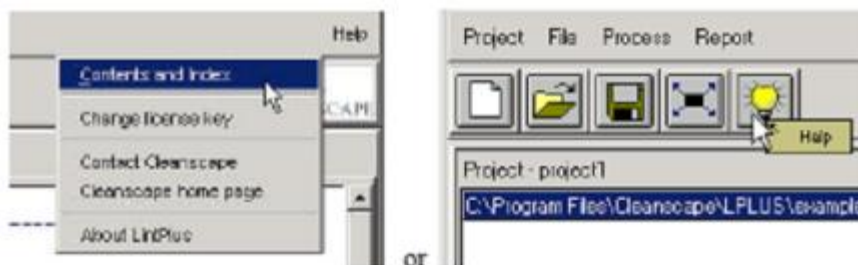 Help
Contents and Index
CAPE
Change license key
Contact Cleanscape
Cleanscape home page
About LintPlus
or
Project File Process Report
Help
Project - project1
C:\Program Files\Cleanscape\LPLUS\example